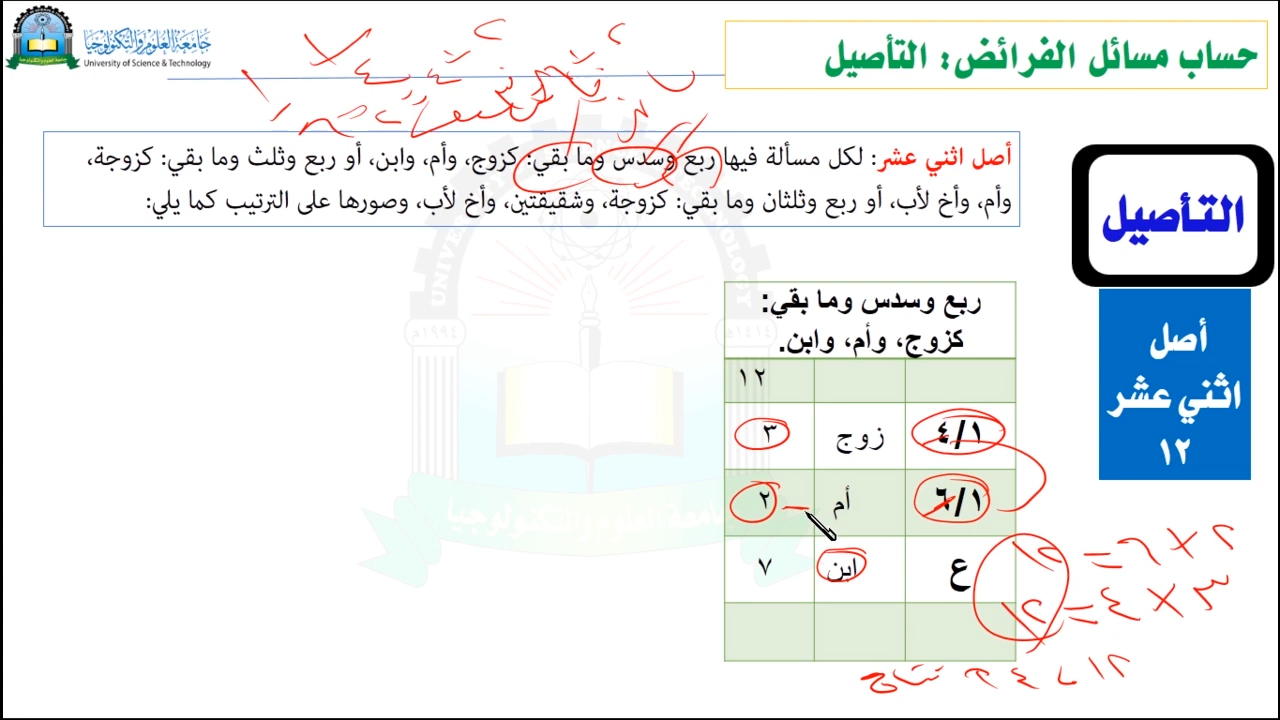 جامعة العلوم والتكنولوجيا
University of Science & Technology
حساب مسائل الفرائض: التأصيل
أصل اثني عشر: لكل مسألة فيها ربع وسدس وما بقي: كزوج، وأم، وابن، أو ربع وثلث وما بقي: كزوجة،
وأم، وأخ لأب، أو ربع وثلثان وما بقي: كزوجة، وشقيقتين، وأخ لأب، وصورها على الترتيب كما يلي:
التأصيل
أصل
اثني عشر
١٢
ربع وسدس وما بقي:
كزوج، وأم، وابن.
١٢
٤/١ زوج ٣
٦/١ أم ٢
ع ابن ٧
٢ × ٦ = ١٢
٣ × ٤ = ١٢